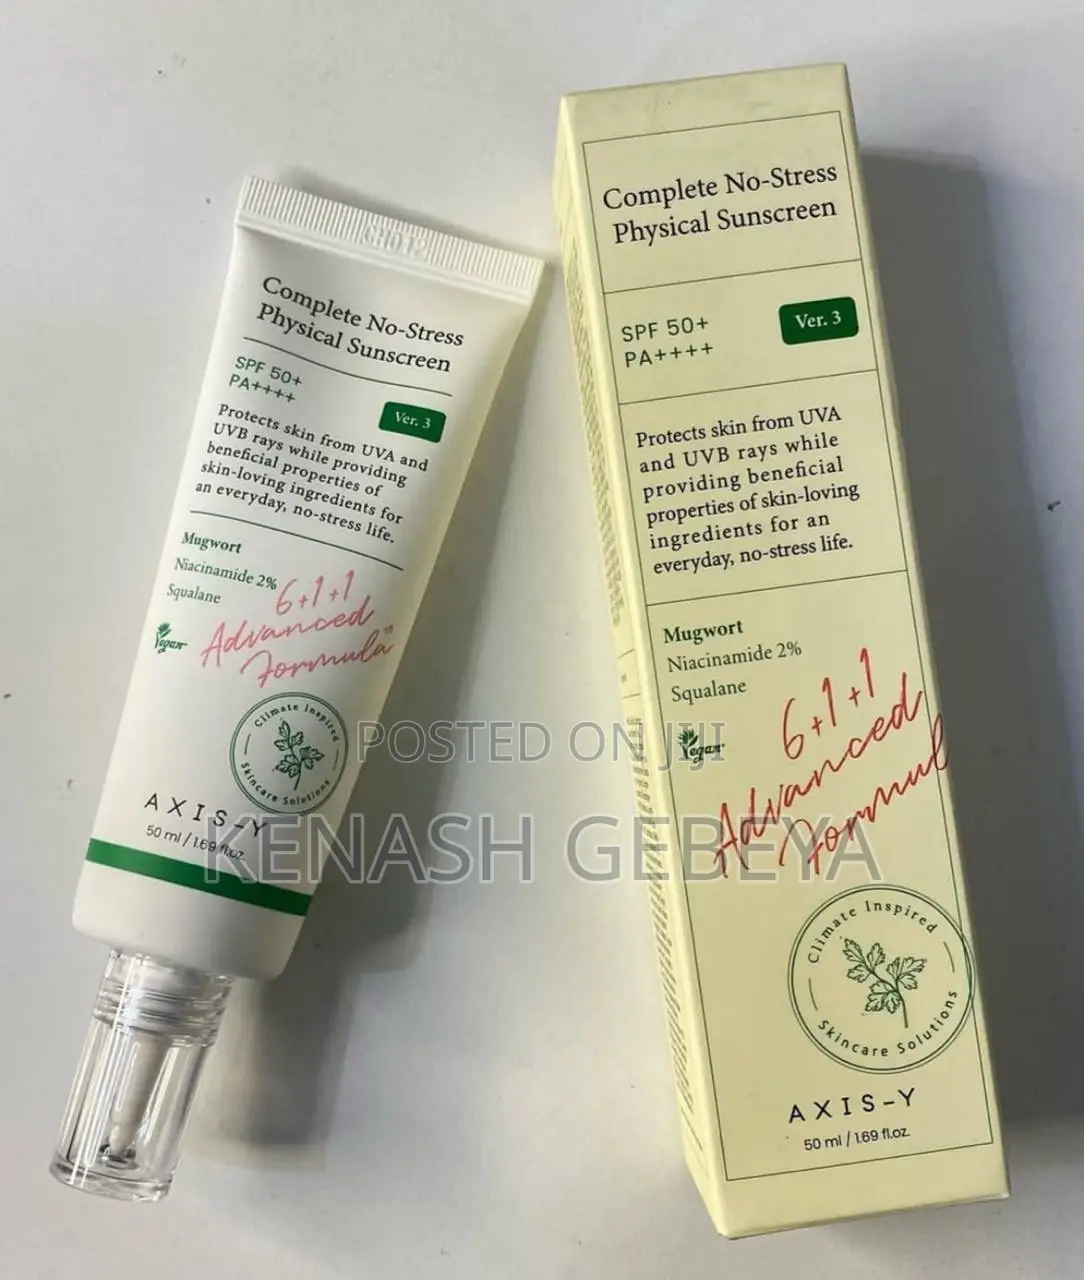 Complete No-Stress
Physical Sunscreen
SPF 50+
PA++++
Ver. 3
Protects skin from UVA and
UVB rays while providing
beneficial properties of
skin-loving ingredients for
an everyday, no-stress life.
Mugwort
Niacinamide 2%
Squalane
Vegan
6+1+1
Advanced
Formula™
Climate Inspired
Skincare Solutions
AXIS-Y
50 ml / 1.69 fl.oz.
Complete No-Stress
Physical Sunscreen
SPF 50+
PA++++
Ver. 3
Protects skin from UVA
and UVB rays while
providing beneficial
properties of skin-loving
ingredients for an
everyday, no-stress life.
Mugwort
Niacinamide 2%
Squalane
Vegan
6+1+1
Advanced
Formul
Climate Inspired
Skincare Solutions
AXIS-Y
50 ml / 1.69 fl.oz.
POSTED ON JIJI
KENASH GEBEYA